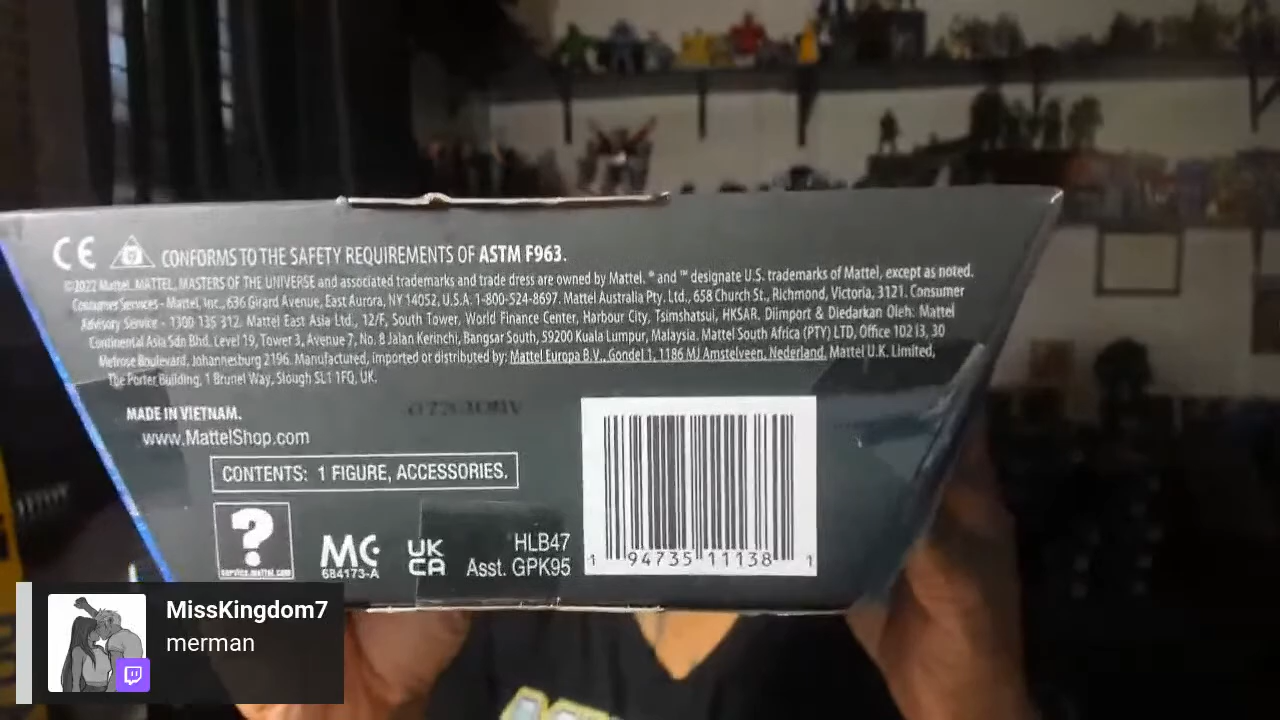 CE CONFORMS TO THE SAFETY REQUIREMENTS OF ASTM F963.
©2022 Mattel. MATTEL, MASTERS OF THE UNIVERSE and associated trademarks and trade dress are owned by Mattel. ® and ™ designate U.S. trademarks of Mattel, except as noted.
Consumer Services - Mattel, Inc., 636 Girard Avenue, East Aurora, NY 14052, U.S.A. 1-800-524-8697. Mattel Australia Pty. Ltd., 658 Church St., Richmond, Victoria, 3121. Consumer
Advisory Service - 1300 135 312. Mattel East Asia Ltd., 12/F, South Tower, World Finance Center, Harbour City, Tsimshatsui, HKSAR. Diimport & Diedarkan Oleh: Mattel
Continental Asia Sdn Bhd. Level 19, Tower 3, Avenue 7, No. 8 Jalan Kerinchi, Bangsar South, 59200 Kuala Lumpur, Malaysia. Mattel South Africa (PTY) LTD, Office 102 I3, 30
Melrose Boulevard, Johannesburg 2196. Manufactured, imported or distributed by: Mattel Europa B.V., Gondel 1, 1186 MJ Amstelveen, Nederland. Mattel U.K. Limited,
The Porter Building, 1 Brunel Way, Slough SL1 1FQ, UK.
MADE IN VIETNAM.
www.MattelShop.com
CONTENTS: 1 FIGURE, ACCESSORIES.
?
service.mattel.com
MC
684173-A
UK
CA
HLB47
Asst. GPK95
1 94735 11138 1
MissKingdom7
merman